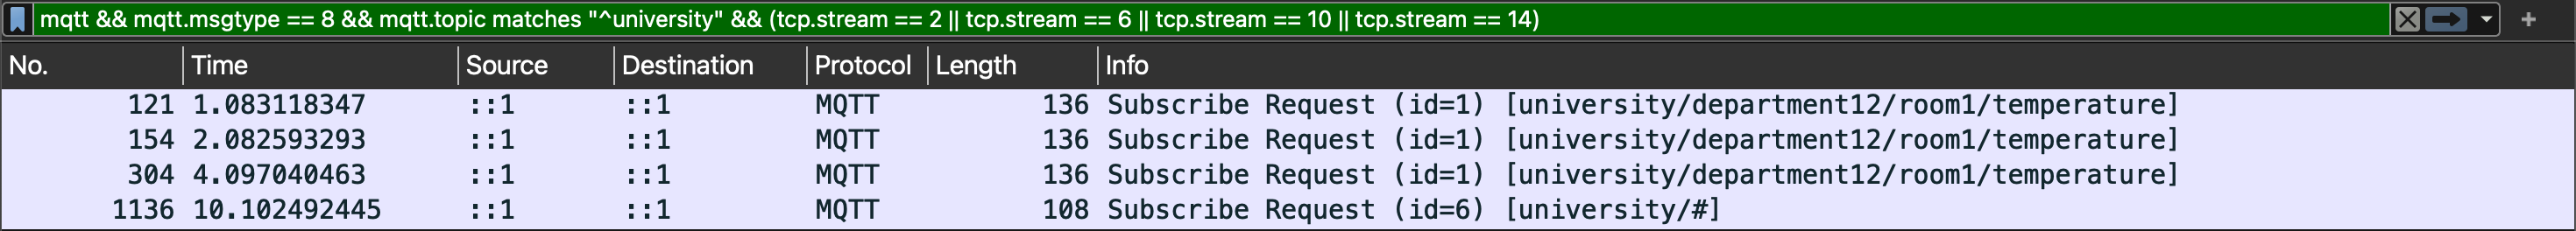 mqtt && mqtt.msgtype == 8 && mqtt.topic matches "^university" && (tcp.stream == 2 || tcp.stream == 6 || tcp.stream == 10 || tcp.stream == 14)
No. Time Source Destination Protocol Length Info
121 1.083118347 ::1 ::1 MQTT 136 Subscribe Request (id=1) [university/department12/room1/temperature]
154 2.082593293 ::1 ::1 MQTT 136 Subscribe Request (id=1) [university/department12/room1/temperature]
304 4.097040463 ::1 ::1 MQTT 136 Subscribe Request (id=1) [university/department12/room1/temperature]
1136 10.102492445 ::1 ::1 MQTT 108 Subscribe Request (id=6) [university/#]